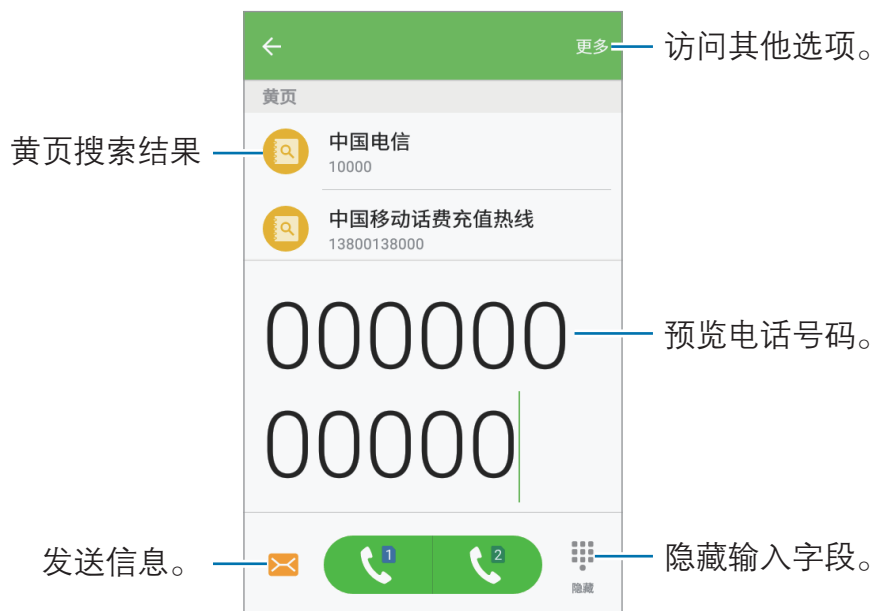 更多
访问其他选项。
黄页
黄页搜索结果
中国电信
10000
中国移动话费充值热线
13800138000
000000
预览电话号码。
00000
发送信息。
1
2
隐藏
隐藏输入字段。